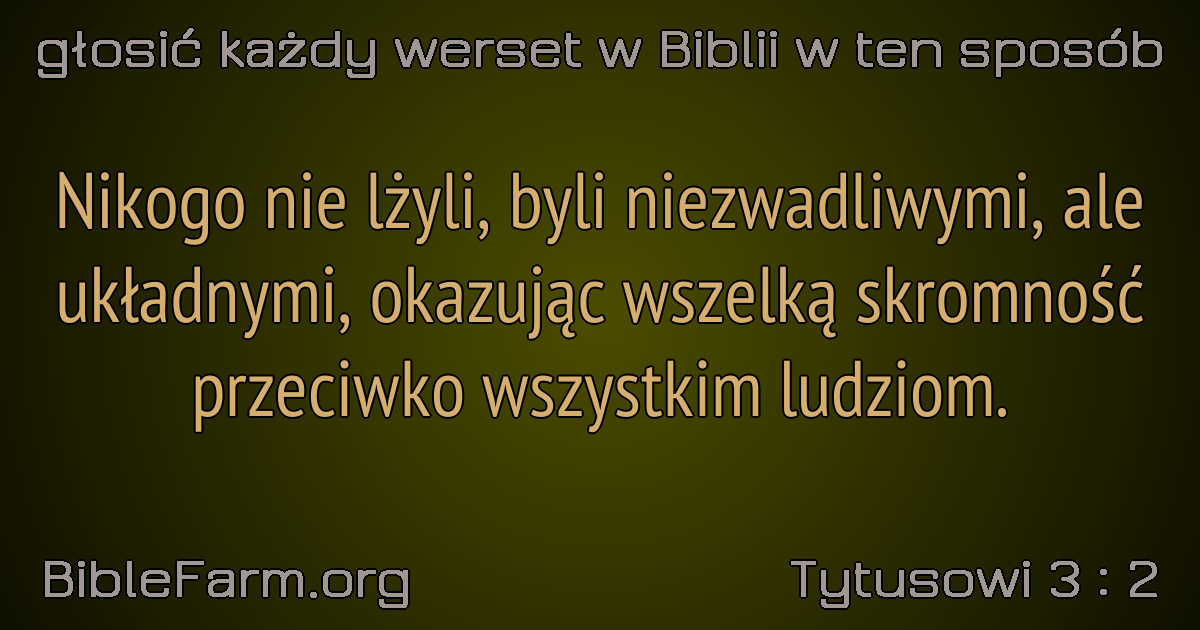 głosić każdy werset w Biblii w ten sposób
Nikogo nie lżyli, byli niezwadliwymi, ale
układnymi, okazując wszelką skromność
przeciwko wszystkim ludziom.
BibleFarm.org
Tytusowi 3 : 2